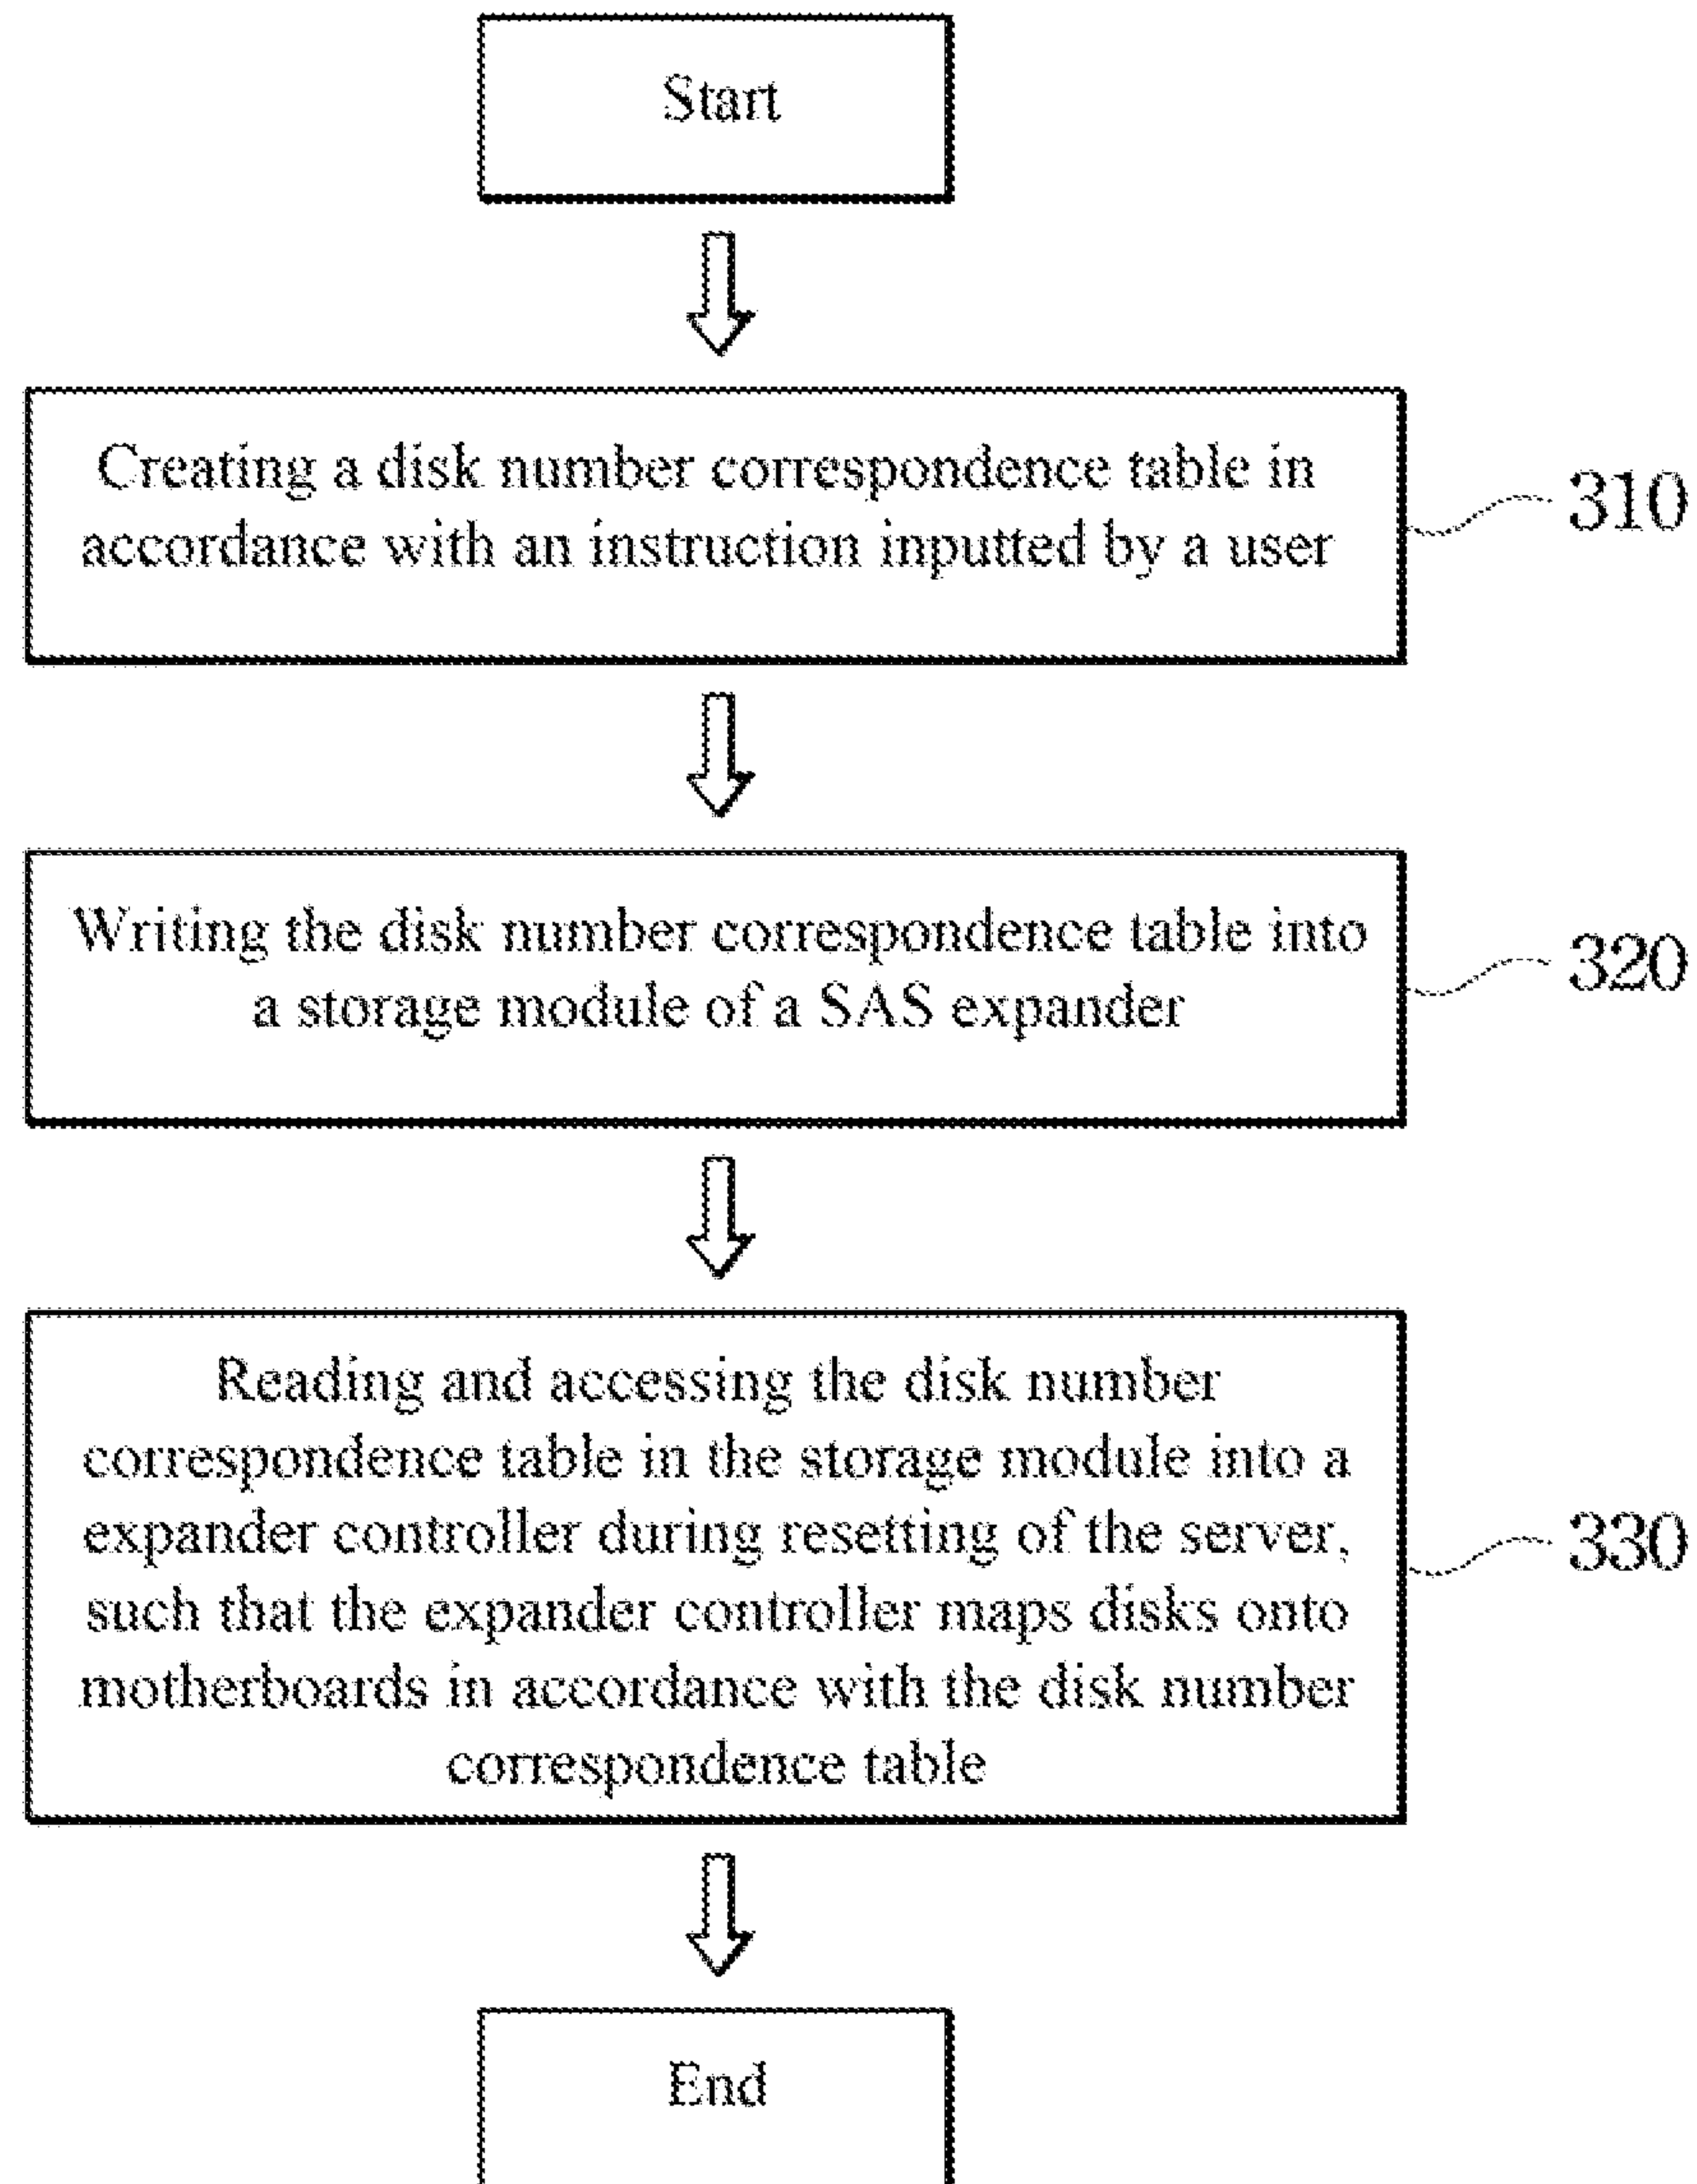 Start
Creating a disk number correspondence table in
accordance with an instruction inputted by a user
310
Writing the disk number correspondence table into
a storage module of a SAS expander
320
Reading and accessing the disk number
correspondence table in the storage module into a
expander controller during resetting of the server,
such that the expander controller maps disks onto
motherboards in accordance with the disk number
correspondence table
330
End